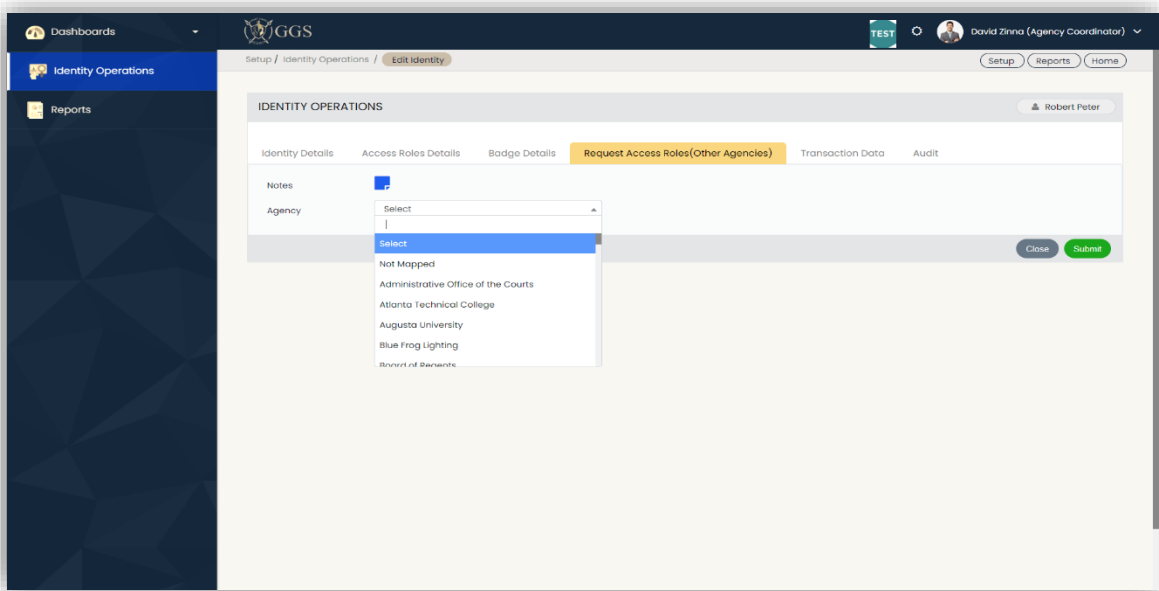 Dashboards
GGS
TEST
David Zinna (Agency Coordinator)
Identity Operations
Setup / Identity Operations / Edit Identity
Setup Reports Home
Reports
IDENTITY OPERATIONS
Robert Peter
Identity Details Access Roles Details Badge Details Request Access Roles(Other Agencies) Transaction Data Audit
Notes
Agency
Select
Select
Not Mapped
Administrative Office of the Courts
Atlanta Technical College
Augusta University
Blue Frog Lighting
Board of Regents
Close Submit